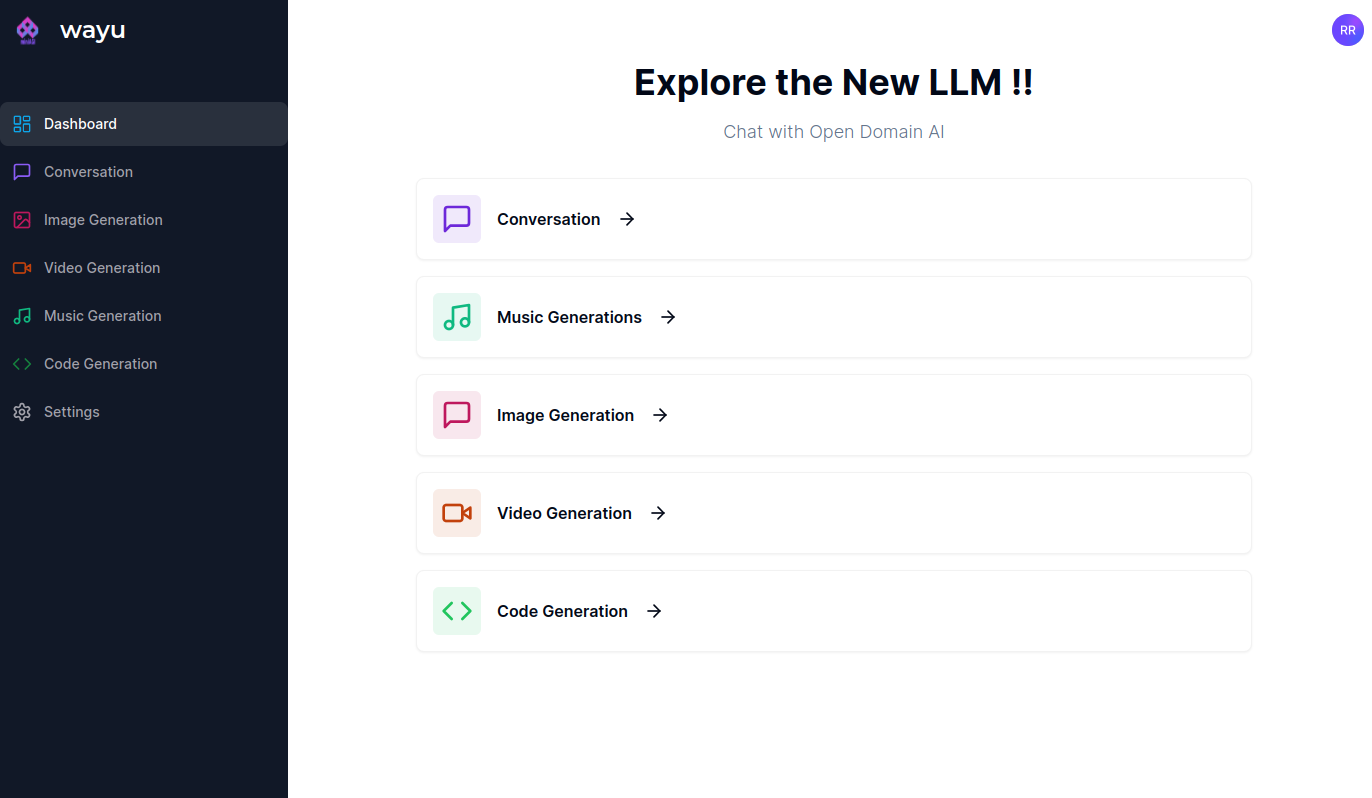 wayu
Dashboard
Conversation
Image Generation
Video Generation
Music Generation
Code Generation
Settings
RR
Explore the New LLM !!
Chat with Open Domain AI
Conversation
Music Generations
Image Generation
Video Generation
Code Generation